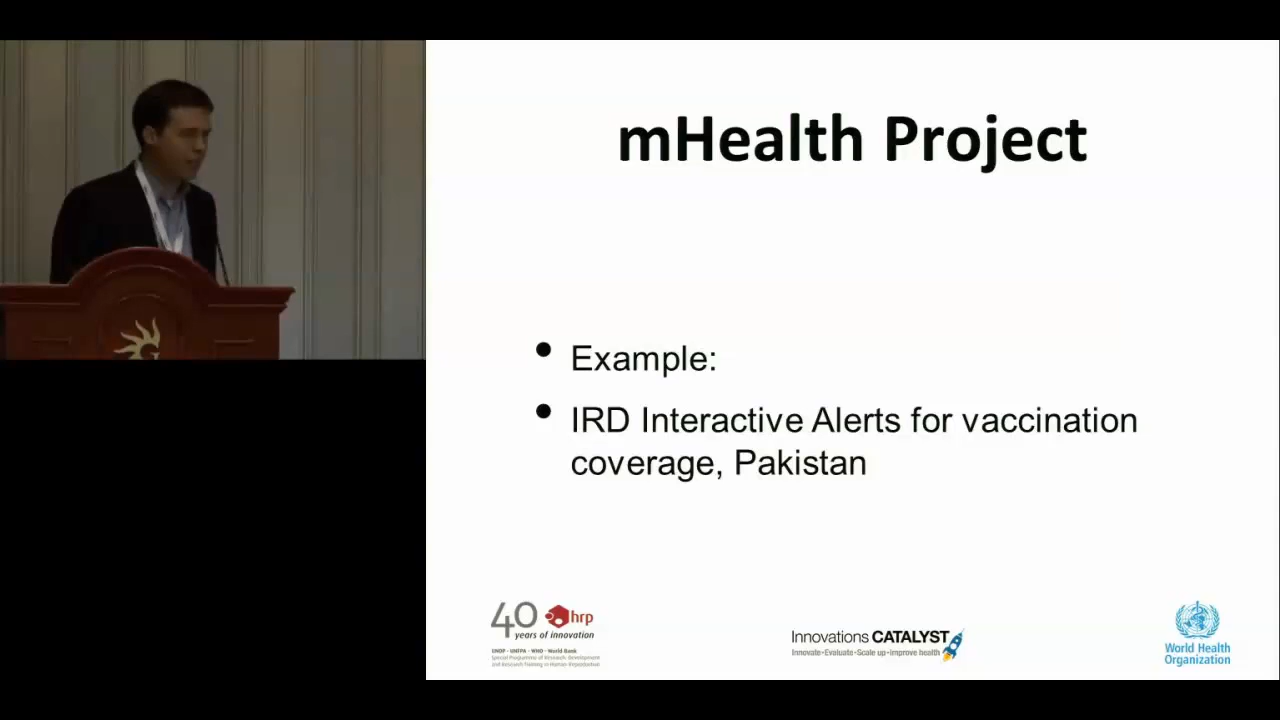 mHealth Project
• Example:
• IRD Interactive Alerts for vaccination
coverage, Pakistan
40 hrp
years of innovation
UNDP · UNFPA · WHO · World Bank
Special Programme of Research, Development
and Research Training in Human Reproduction
Innovations CATALYST
Innovate · Evaluate · Scale up · improve health
World Health
Organization